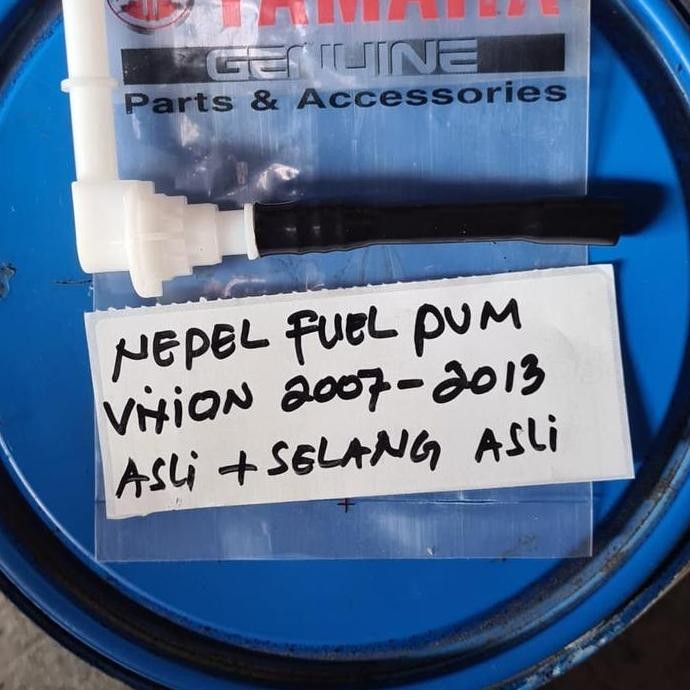 YAMAHA
GENUINE
Parts & Accessories
NEPEL FUEL PUM
ViXiON 2007-2013
ASLi + SELANG ASLi